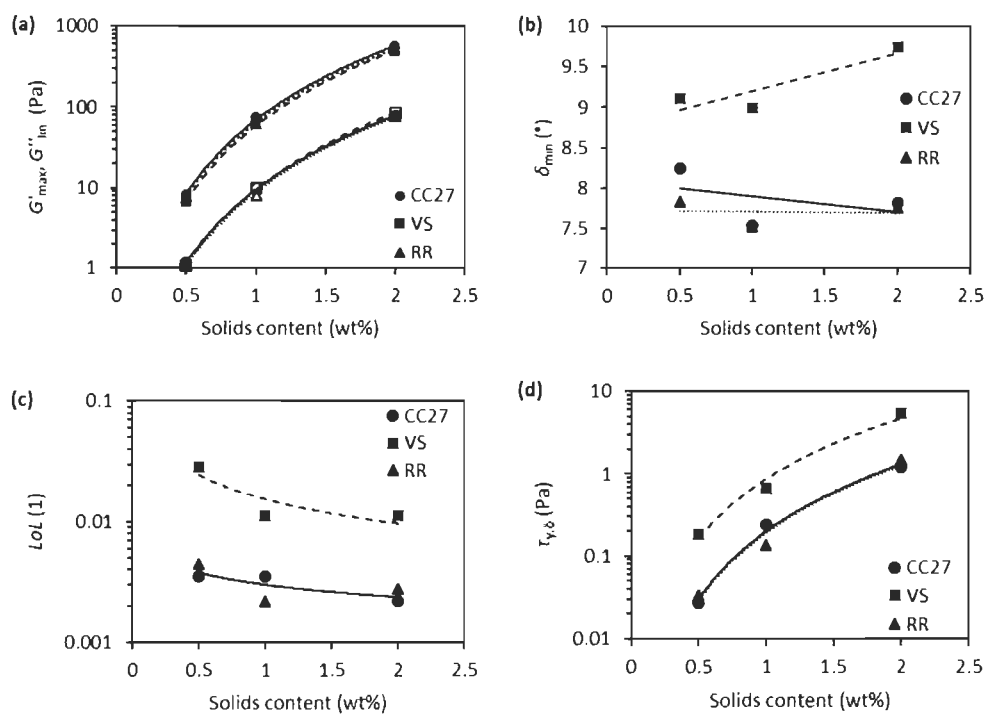 (a)
G'max, G''lin (Pa)
1000
100
10
1
0 0.5 1 1.5 2 2.5
Solids content (wt%)
CC27
VS
RR
(b)
δmin (°)
10
9.5
9
8.5
8
7.5
7
0 0.5 1 1.5 2 2.5
Solids content (wt%)
CC27
VS
RR
(c)
LoL (1)
0.1
0.01
0.001
0 0.5 1 1.5 2 2.5
Solids content (wt%)
CC27
VS
RR
(d)
τy,δ (Pa)
10
1
0.1
0.01
0 0.5 1 1.5 2 2.5
Solids content (wt%)
CC27
VS
RR